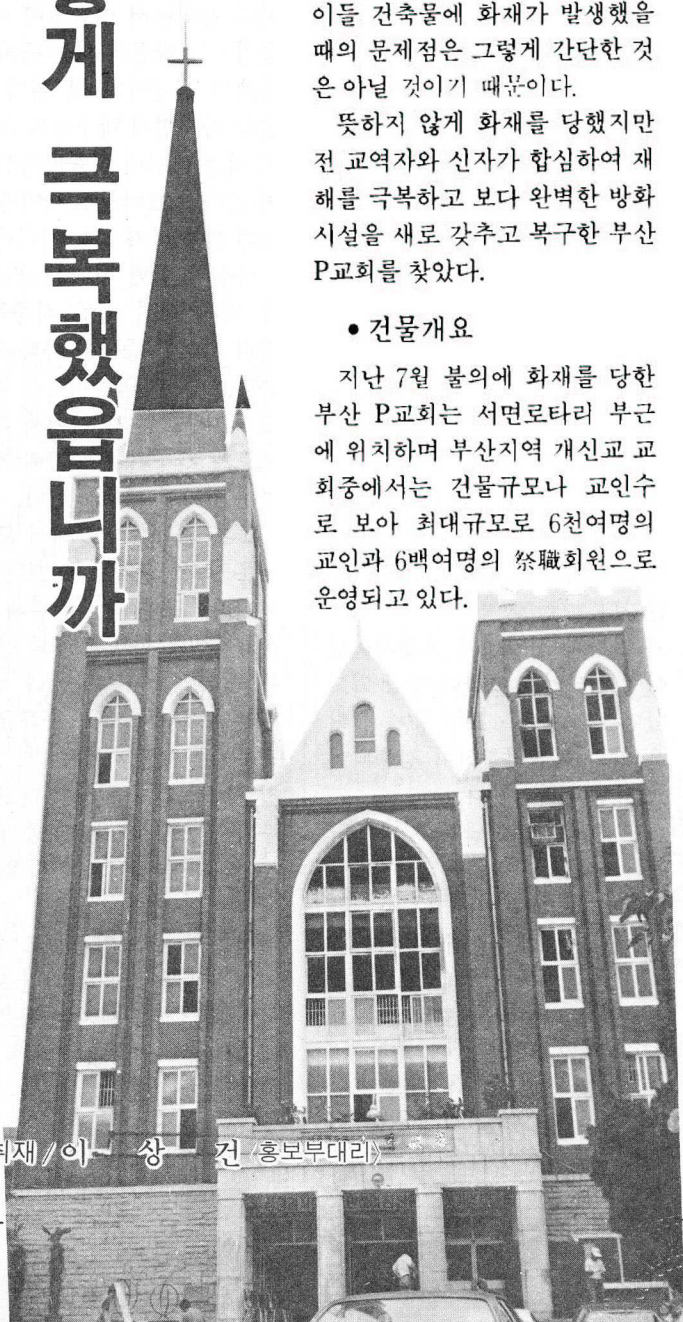 게 극복했읍니까
이들 건축물에 화재가 발생했을
때의 문제점은 그렇게 간단한 것
은 아닐 것이기 때문이다.
뜻하지 않게 화재를 당했지만
전 교역자와 신자가 합심하여 재
해를 극복하고 보다 완벽한 방화
시설을 새로 갖추고 복구한 부산
P교회를 찾았다.
• 건물개요
지난 7월 불의에 화재를 당한
부산 P교회는 서면로타리 부근
에 위치하며 부산지역 개신교 교
회중에서는 건물규모나 교인수
로 보아 최대규모로 6천여명의
교인과 6백여명의 祭職회원으로
운영되고 있다.
취재/이 상 건 〈홍보부대리〉